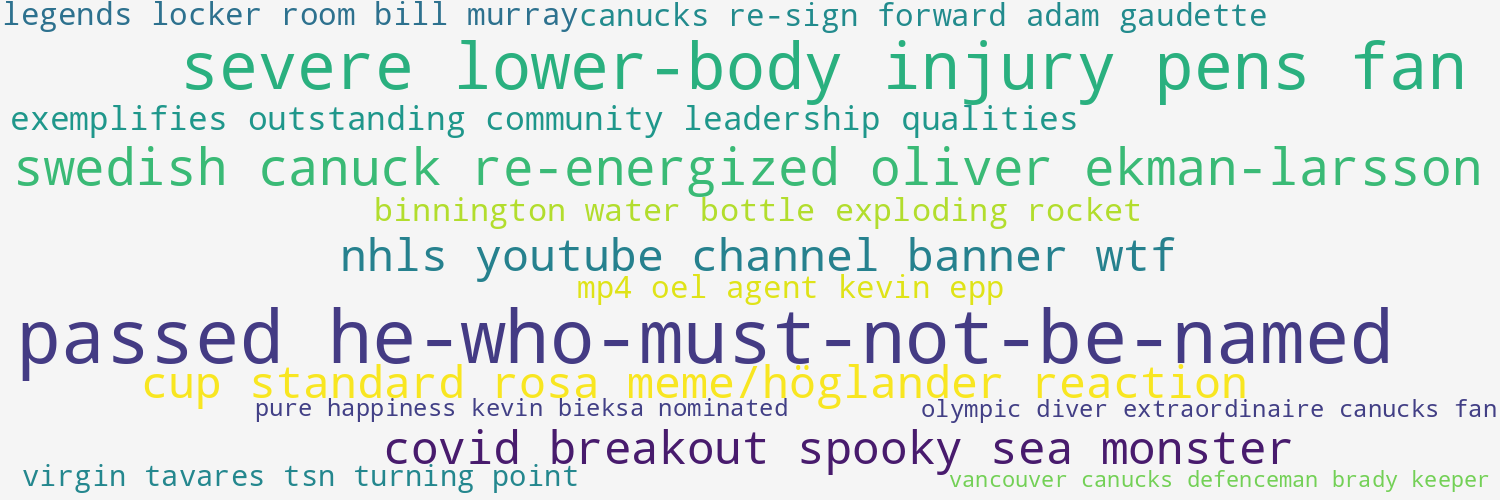 legends locker room bill murray
canucks re-sign forward adam gaudette
severe lower-body injury pens fan
exemplifies outstanding community leadership qualities
swedish canuck re-energized oliver ekman-larsson
binnington water bottle exploding rocket
nhls youtube channel banner wtf
mp4 oel agent kevin epp
passed he-who-must-not-be-named
cup standard rosa meme/höglander reaction
pure happiness kevin bieksa nominated
olympic diver extraordinaire canucks fan
covid breakout spooky sea monster
virgin tavares tsn turning point
vancouver canucks defenceman brady keeper